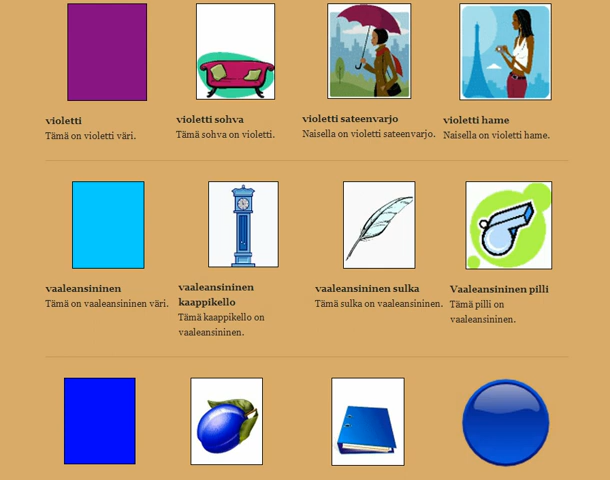 violetti
Tämä on violetti väri.
violetti sohva
Tämä sohva on violetti.
violetti sateenvarjo
Naisella on violetti sateenvarjo.
violetti hame
Naisella on violetti hame.
vaaleansininen
Tämä on vaaleansininen väri.
vaaleansininen
kaappikello
Tämä kaappikello on
vaaleansininen.
vaaleansininen sulka
Tämä sulka on vaaleansininen.
Vaaleansininen pilli
Tämä pilli on
vaaleansininen.